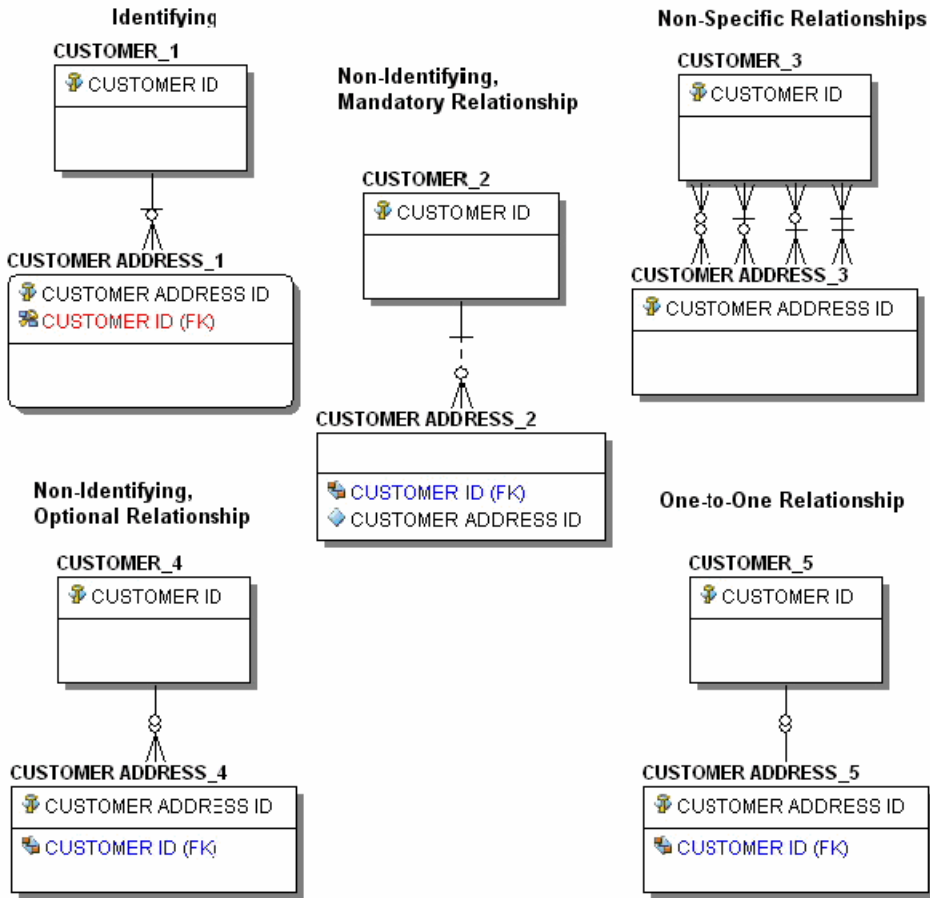 Identifying
CUSTOMER_1
CUSTOMER ID
CUSTOMER ADDRESS_1
CUSTOMER ADDRESS ID
CUSTOMER ID (FK)
Non-Identifying,
Mandatory Relationship
CUSTOMER_2
CUSTOMER ID
CUSTOMER ADDRESS_2
CUSTOMER ID (FK)
CUSTOMER ADDRESS ID
Non-Specific Relationships
CUSTOMER_3
CUSTOMER ID
CUSTOMER ADDRESS_3
CUSTOMER ADDRESS ID
Non-Identifying,
Optional Relationship
CUSTOMER_4
CUSTOMER ID
CUSTOMER ADDRESS_4
CUSTOMER ADDRESS ID
CUSTOMER ID (FK)
One-to-One Relationship
CUSTOMER_5
CUSTOMER ID
CUSTOMER ADDRESS_5
CUSTOMER ADDRESS ID
CUSTOMER ID (FK)